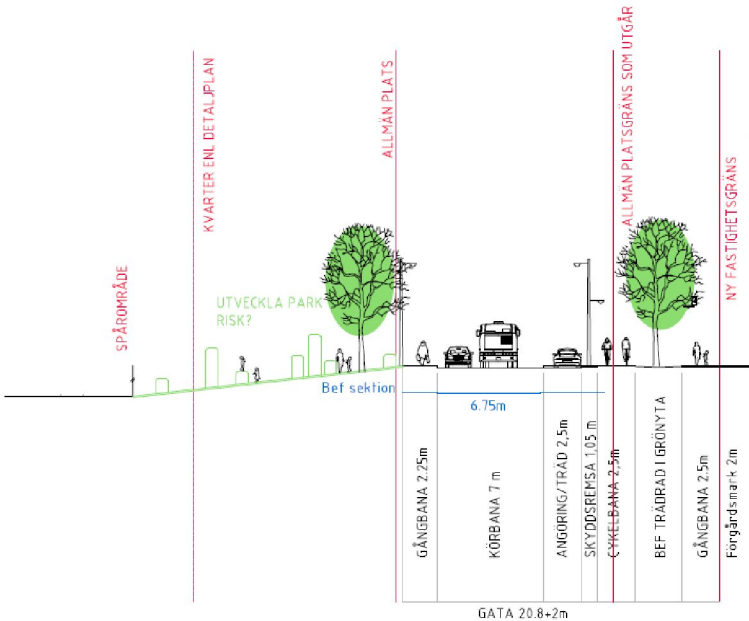 KVARTER ENL DETALJPLAN
ALLMÄN PLATS
ALLMÄN PLATSGRÄNS SOM UTGÅR
NY FASTIGHETSGRÄNS
SPÅROMRÅDE
UTVECKLA PARK
RISK?
Bef sektion
6.75m
GÅNGBANA 2.25m
KÖRBANA 7 m
ANGÖRING/TRÄD 2,5m
SKYDDSREMSA 1,05 m
CYKELBANA 2,5m
BEF TRÄDRAD I GRÖNYTA
GÅNGBANA 2.5m
Förgårdsmark 2m
GATA 20.8+2m